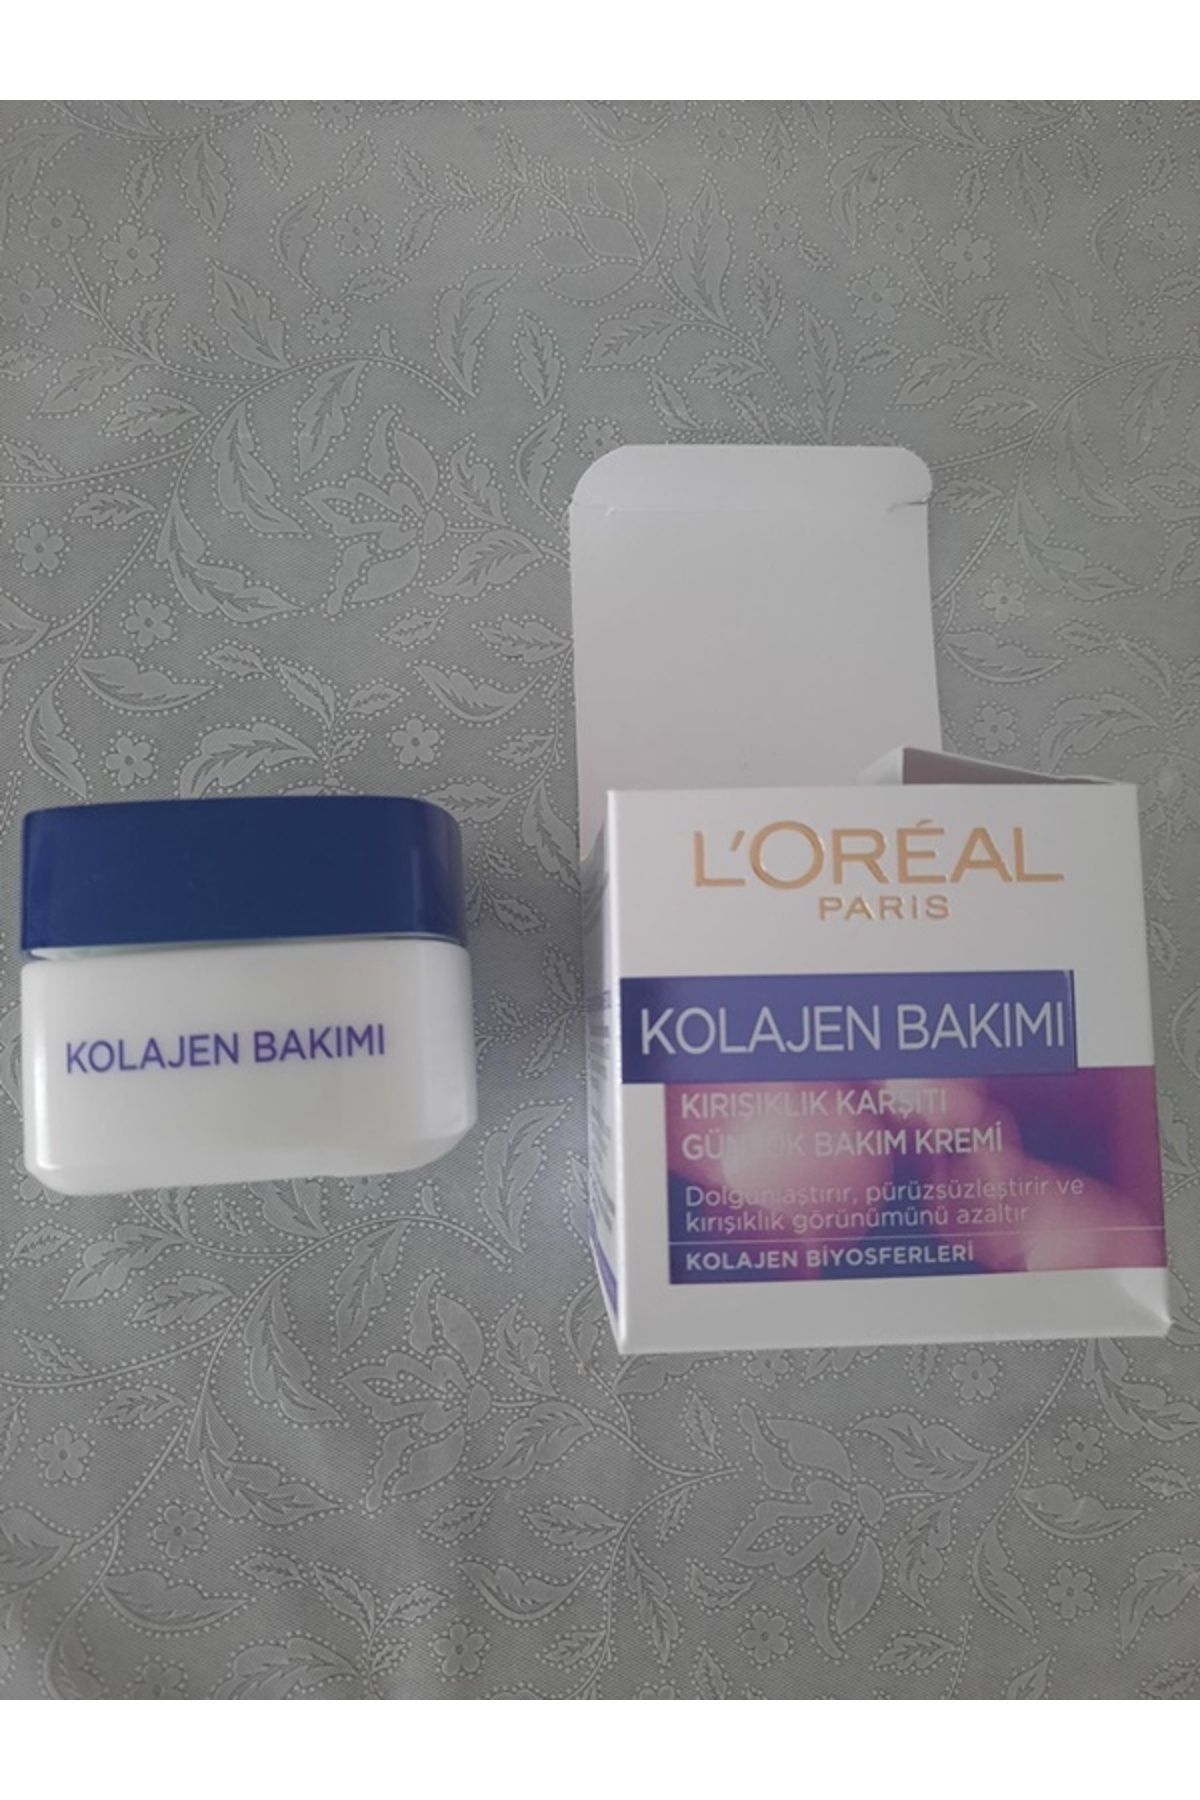 KOLAJEN BAKIMI
L'ORÉAL
PARIS
KOLAJEN BAKIMI
KIRIŞIKLIK KARŞITI
GÜNDÜK BAKIM KREMİ
Dolgunlaştırır, pürüzsüzleştirir ve
kırışıklık görünümünü azaltır
KOLAJEN BİYOSFERLERİ